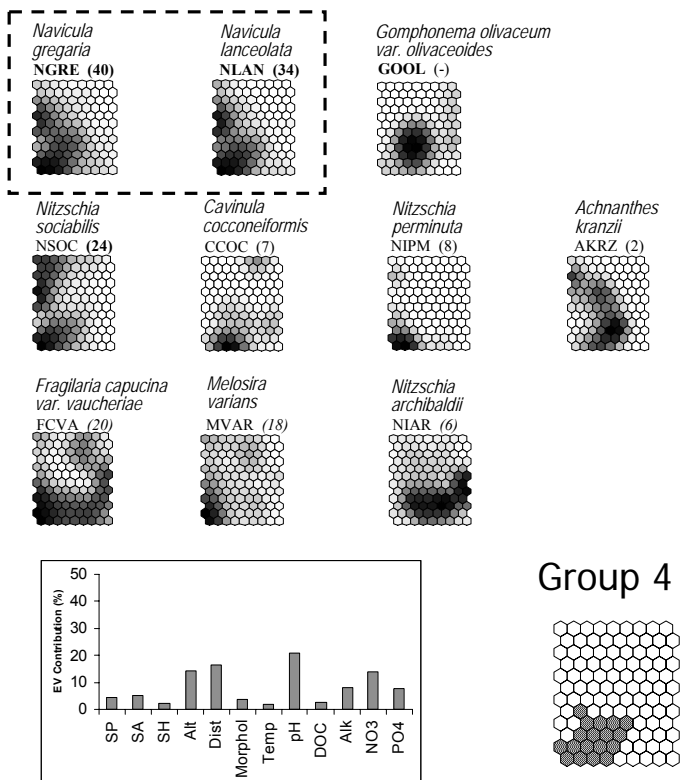 Navicula
gregaria
NGRE (40)
Navicula
lanceolata
NLAN (34)
Gomphonema olivaceum
var. olivaceoides
GOOL (-)
Nitzschia
sociabilis
NSOC (24)
Cavinula
cocconeiformis
CCOC (7)
Nitzschia
perminuta
NIPM (8)
Achnanthes
kranzii
AKRZ (2)
Fragilaria capucina
var. vaucheriae
FCVA (20)
Melosira
varians
MVAR (18)
Nitzschia
archibaldii
NIAR (6)
EV Contribution (%)
50
40
30
20
10
0
SP
SA
SH
Alt
Dist
Morphol
Temp
pH
DOC
Alk
NO3
PO4
Group 4